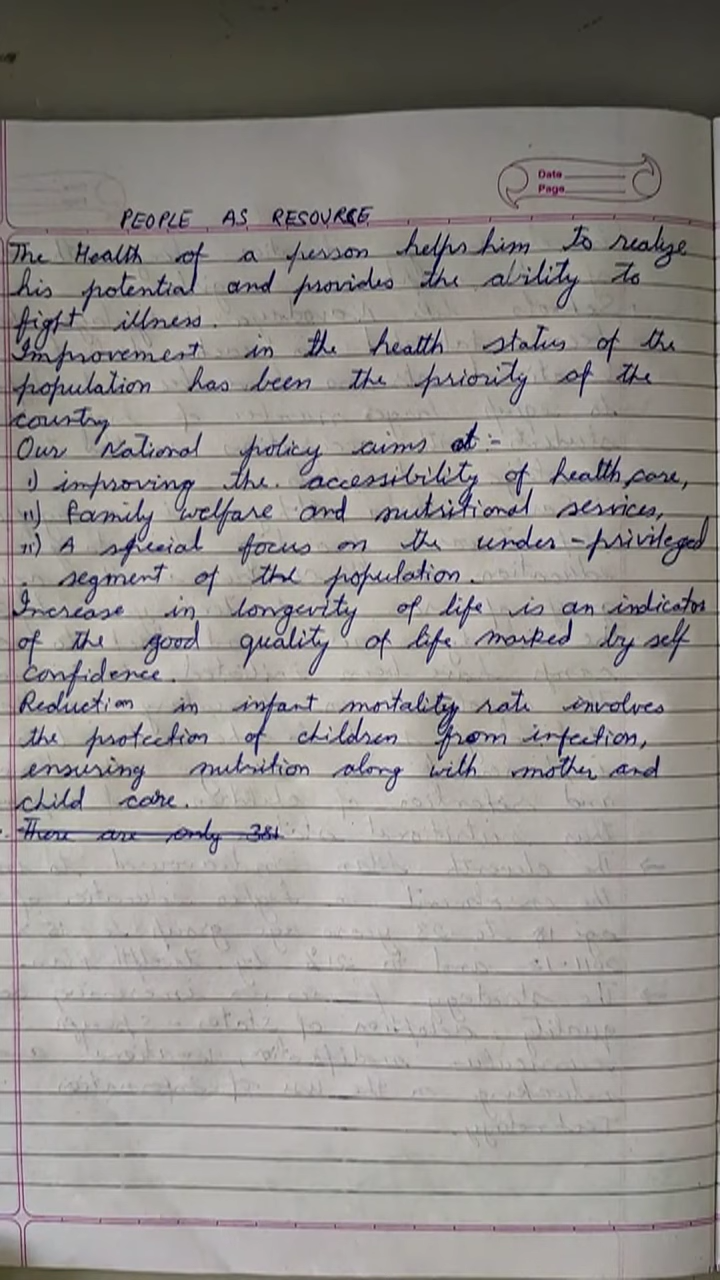 Date
Page
PEOPLE AS RESOURCE
The Health of a person helps him to realize
his potential and provides the ability to
fight illness.
Improvement in the health status of the
population has been the priority of the
country
Our National policy aims at :-
i) improving the accessibility of health care,
ii) family welfare and nutritional services,
iii) A special focus on the under-privileged
segment of the population.
Increase in longevity of life is an indicator
of the good quality of life marked by self
confidence.
Reduction in infant mortality rate involves
the protection of children from infection,
ensuring nutrition along with mother and
child care.
There are only 381